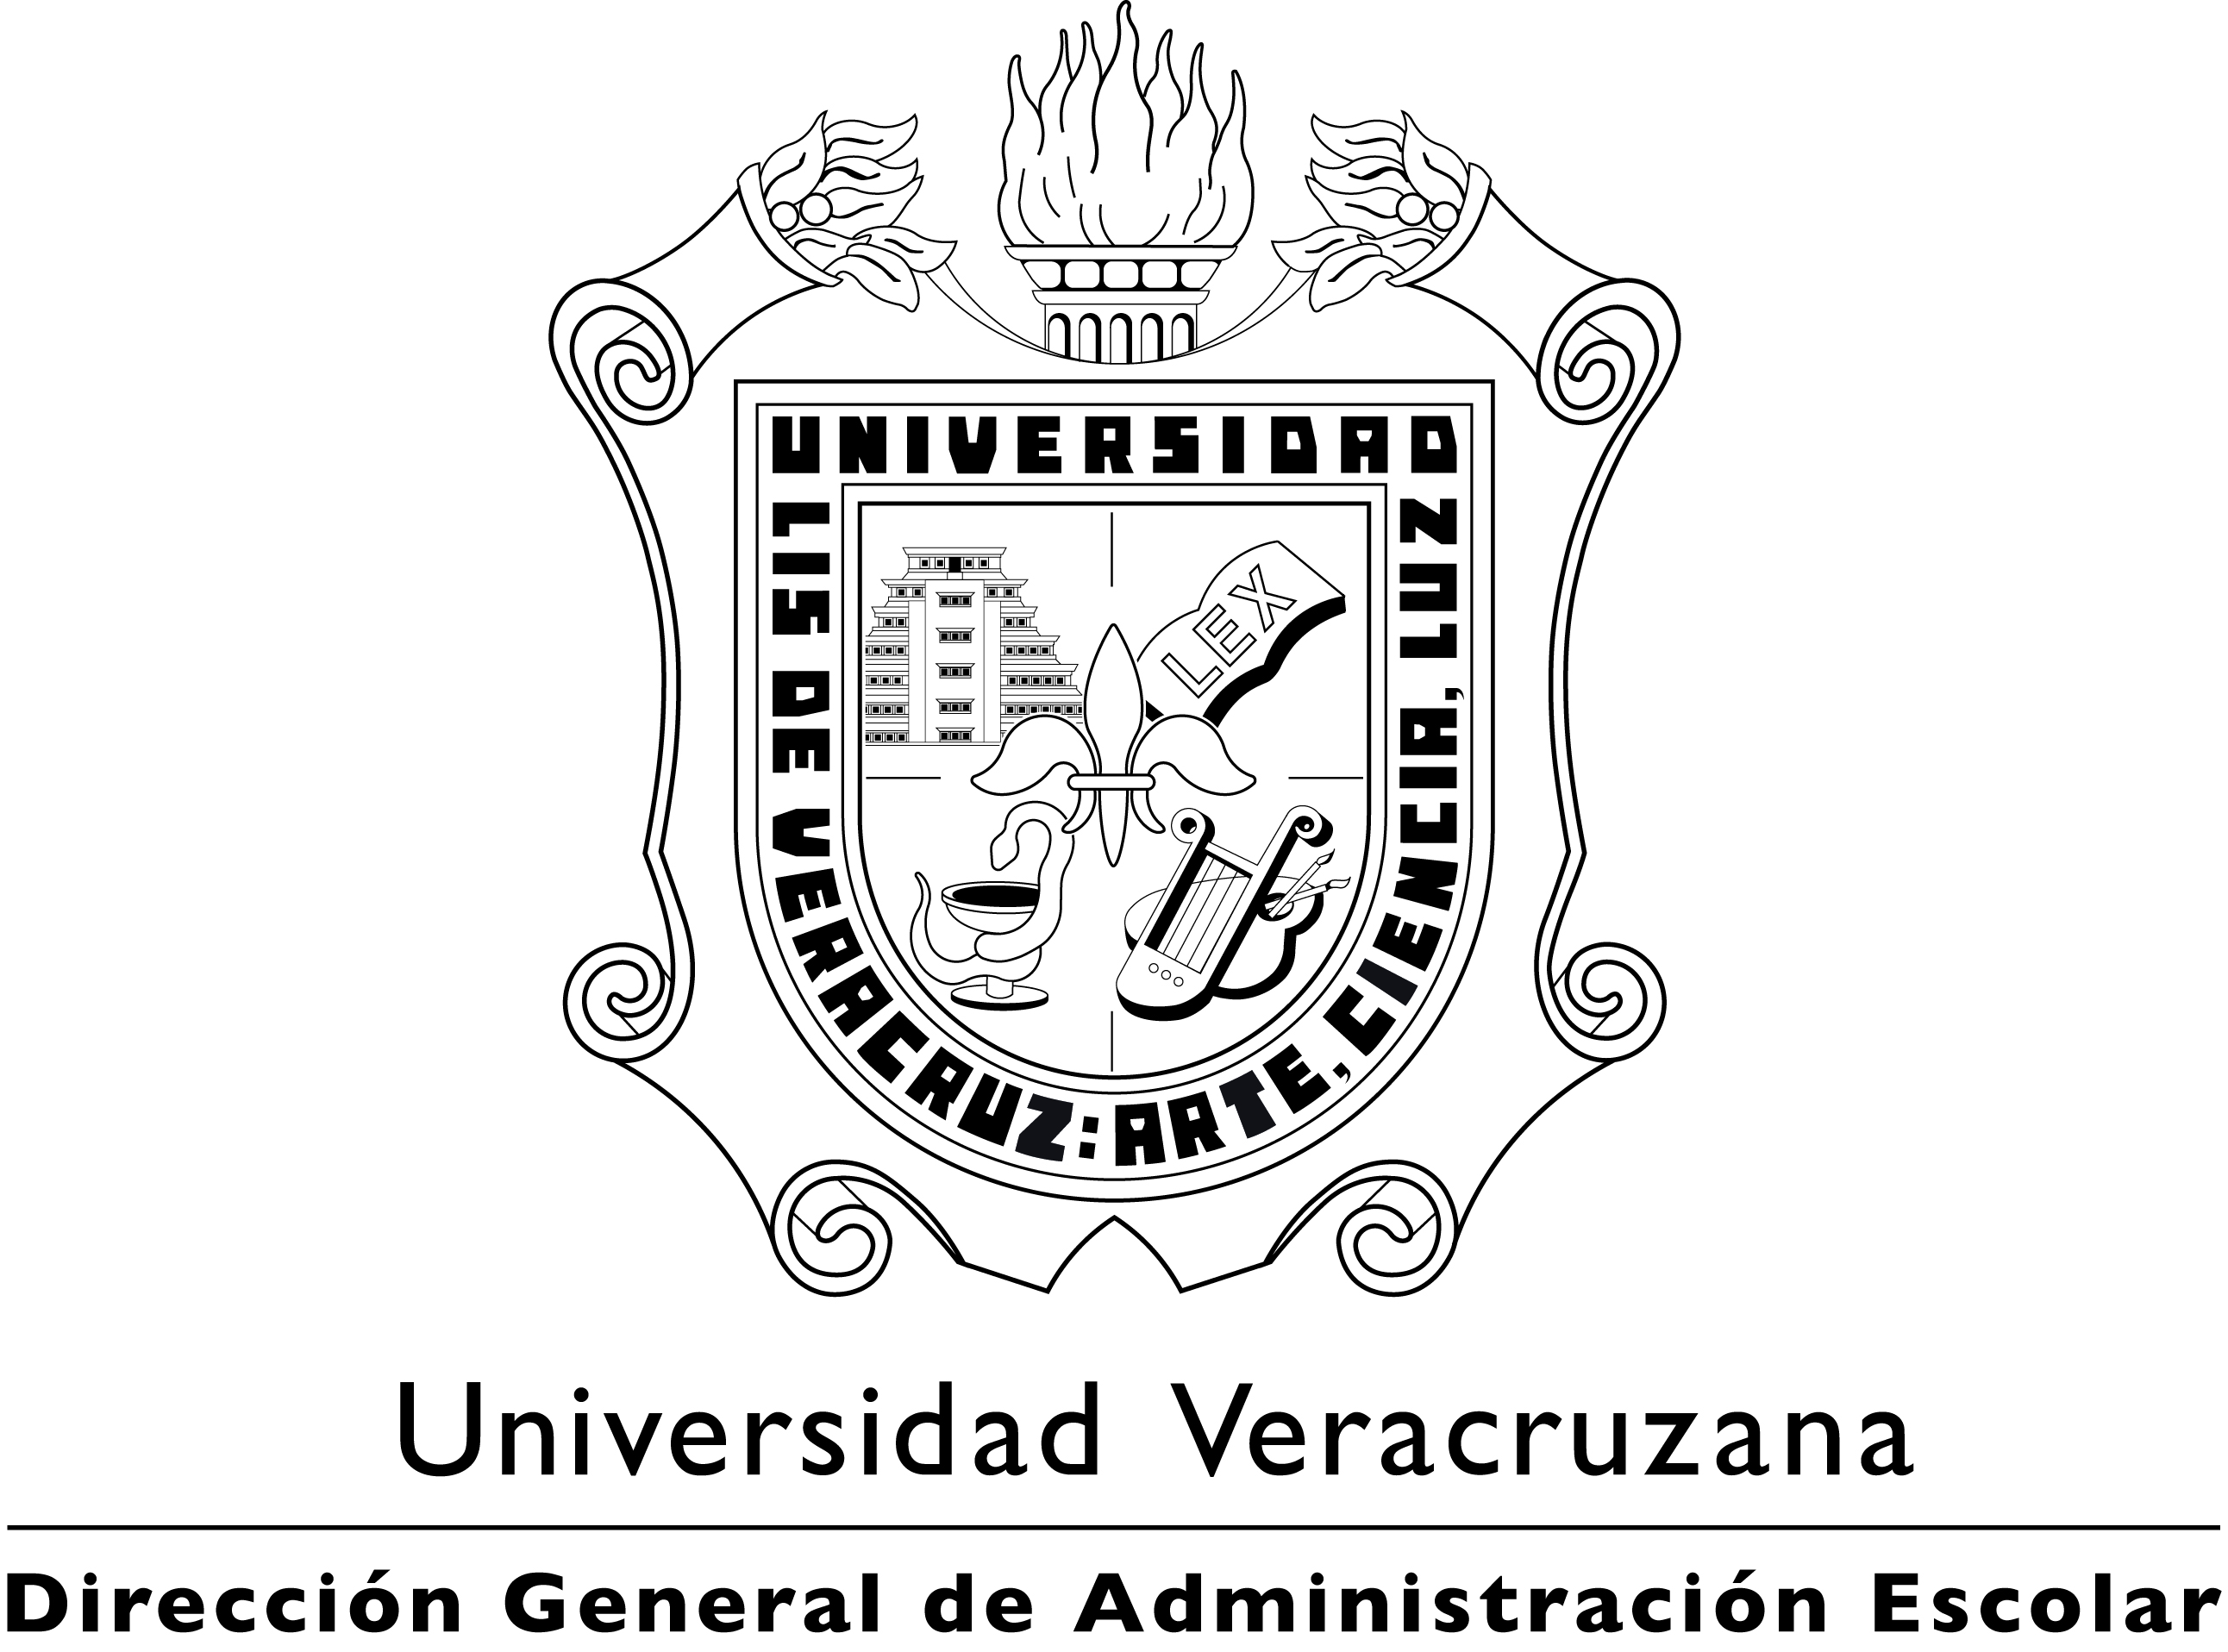 UNIVERSIDAD
LIS DE VERACRUZ: ARTE, CIENCIA, LUZ
LEX
Universidad Veracruzana
Dirección General de Administración Escolar